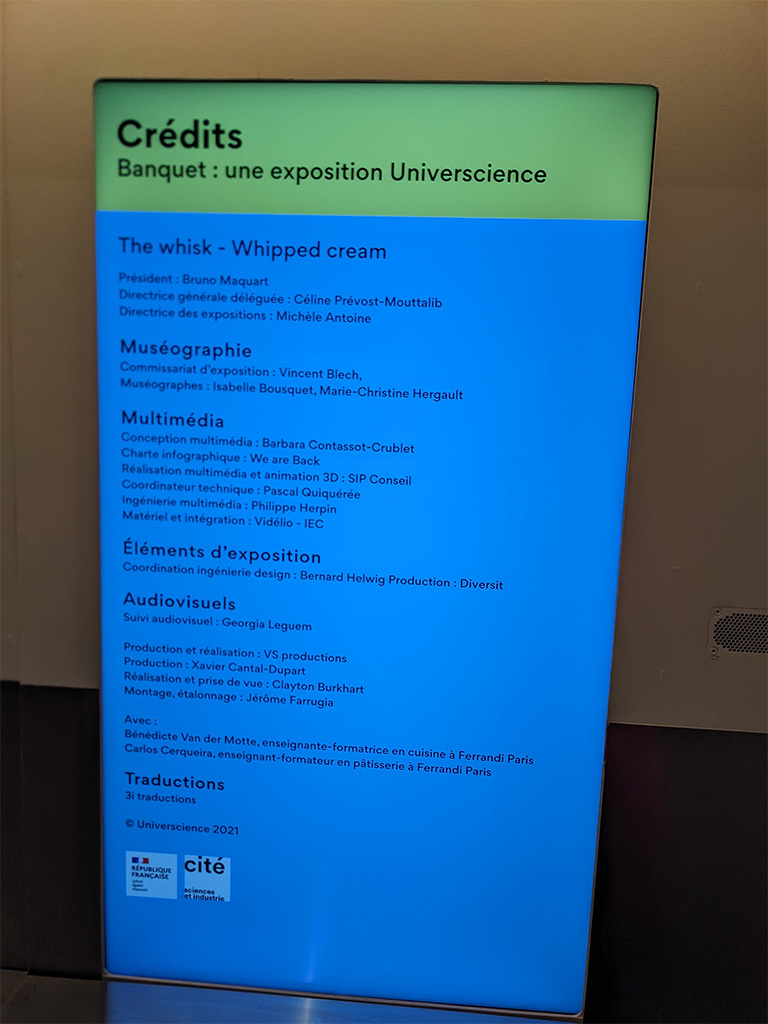 Crédits
Banquet : une exposition Universcience
The whisk - Whipped cream
Président : Bruno Maquart
Directrice générale déléguée : Céline Prévost-Mouttalib
Directrice des expositions : Michèle Antoine
Muséographie
Commissariat d'exposition : Vincent Blech,
Muséographes : Isabelle Bousquet, Marie-Christine Hergault
Multimédia
Conception multimédia : Barbara Contassot-Crublet
Charte infographique : We are Back
Réalisation multimédia et animation 3D : SIP Conseil
Coordinateur technique : Pascal Quiquérée
Ingénierie multimédia : Philippe Herpin
Matériel et intégration : Vidélio - IEC
Éléments d'exposition
Coordination ingénierie design : Bernard Helwig Production : Diversit
Audiovisuels
Suivi audiovisuel : Georgia Leguem
Production et réalisation : VS productions
Production : Xavier Cantal-Dupart
Réalisation et prise de vue : Clayton Burkhart
Montage, étalonnage : Jérôme Farrugia
Avec :
Bénédicte Van der Motte, enseignante-formatrice en cuisine à Ferrandi Paris
Carlos Cerqueira, enseignant-formateur en pâtisserie à Ferrandi Paris
Traductions
3i traductions
© Universcience 2021
RÉPUBLIQUE
FRANÇAISE
Liberté
Égalité
Fraternité
cité
sciences
et industrie